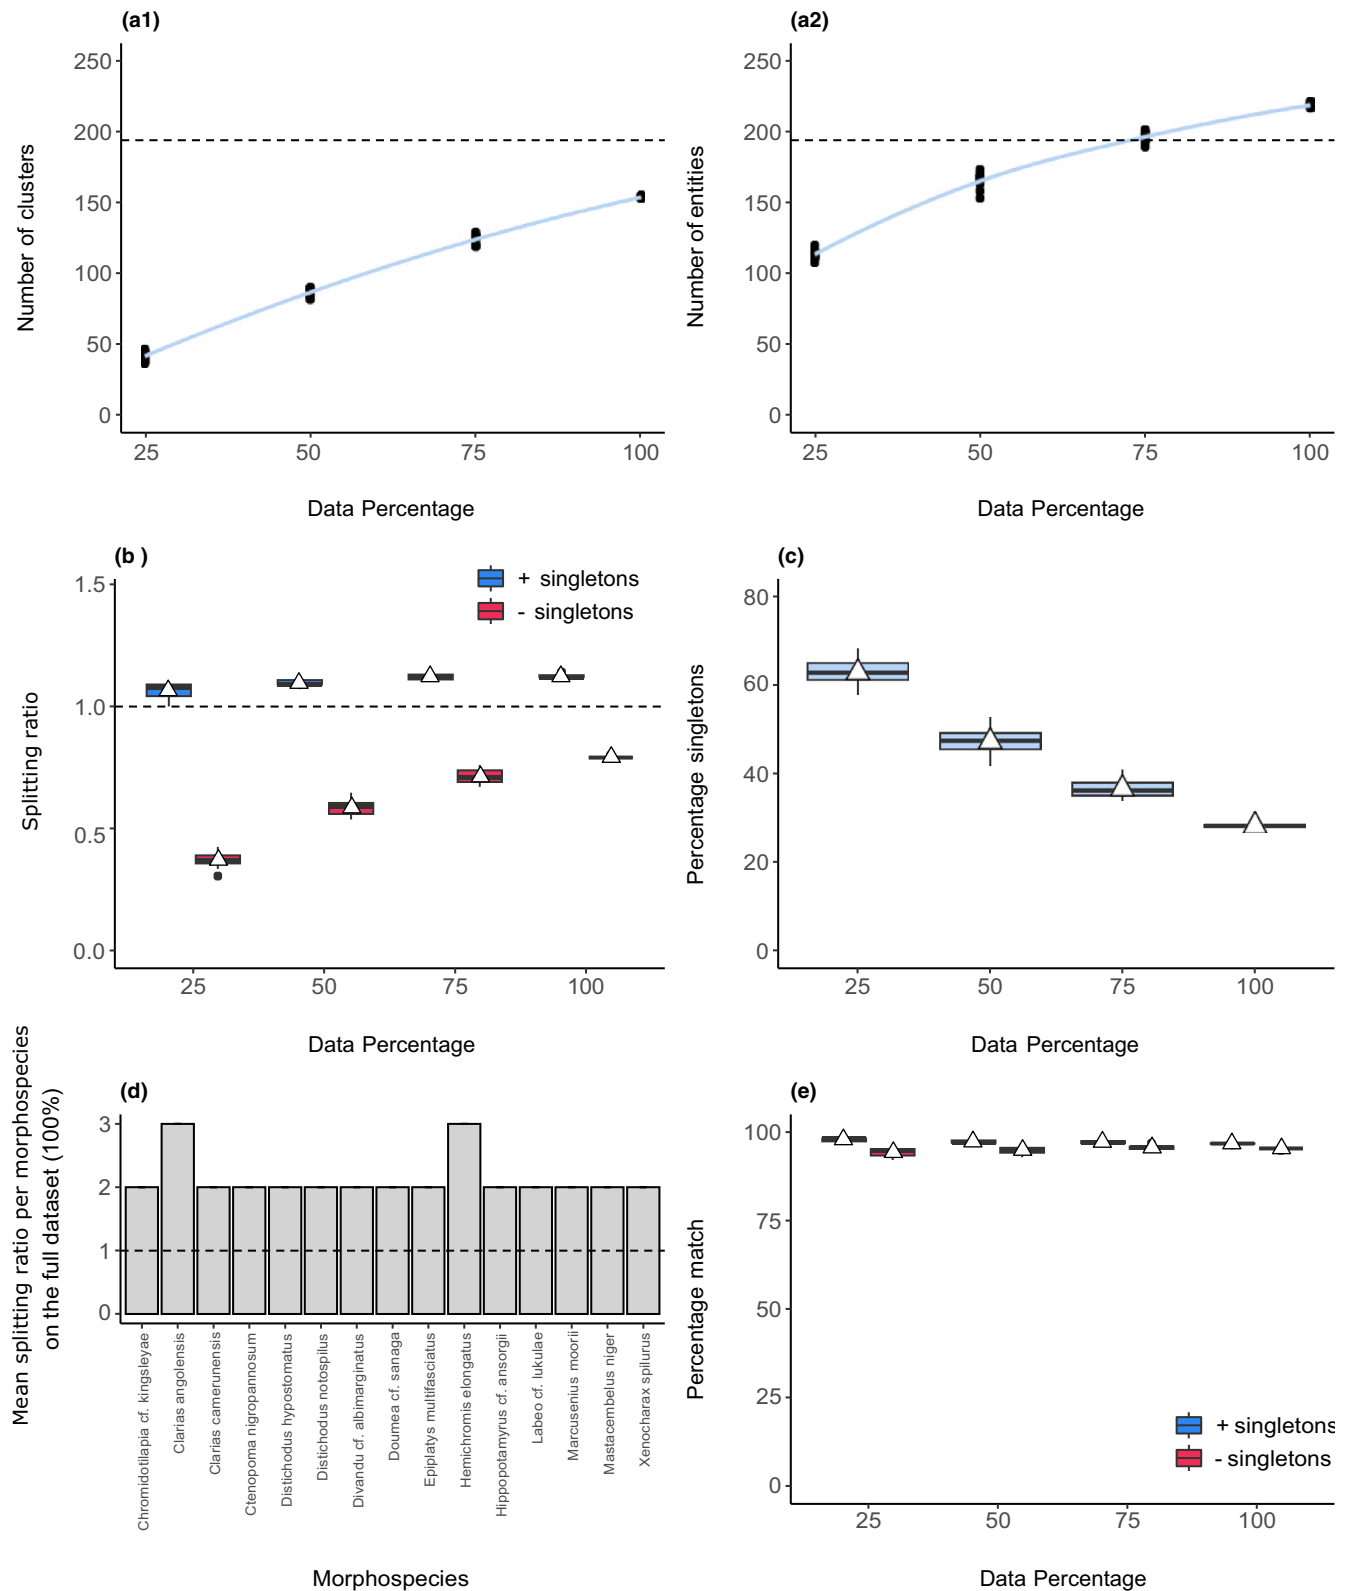 (a1)
250
200
150
100
50
0
Number of clusters
25 50 75 100
Data Percentage
(a2)
250
200
150
100
50
0
Number of entities
25 50 75 100
Data Percentage
(b )
1.5
1.0
0.5
0.0
Splitting ratio
+ singletons
- singletons
25 50 75 100
Data Percentage
(c)
80
60
40
20
0
Percentage singletons
25 50 75 100
Data Percentage
(d)
3
2
1
0
Mean splitting ratio per morphospecies
on the full dataset (100%)
Chromidotilapia cf. kingsleyae
Clarias angolensis
Clarias camerunensis
Ctenopoma nigropannosum
Distichodus hypostomatus
Distichodus notospilus
Divandu cf. albimarginatus
Doumea cf. sanaga
Epiplatys multifasciatus
Hemichromis elongatus
Hippopotamyrus cf. ansorgii
Labeo cf. lukulae
Marcusenius moorii
Mastacembelus niger
Xenocharax spilurus
Morphospecies
(e)
100
75
50
25
0
Percentage match
+ singletons
- singletons
25 50 75 100
Data Percentage